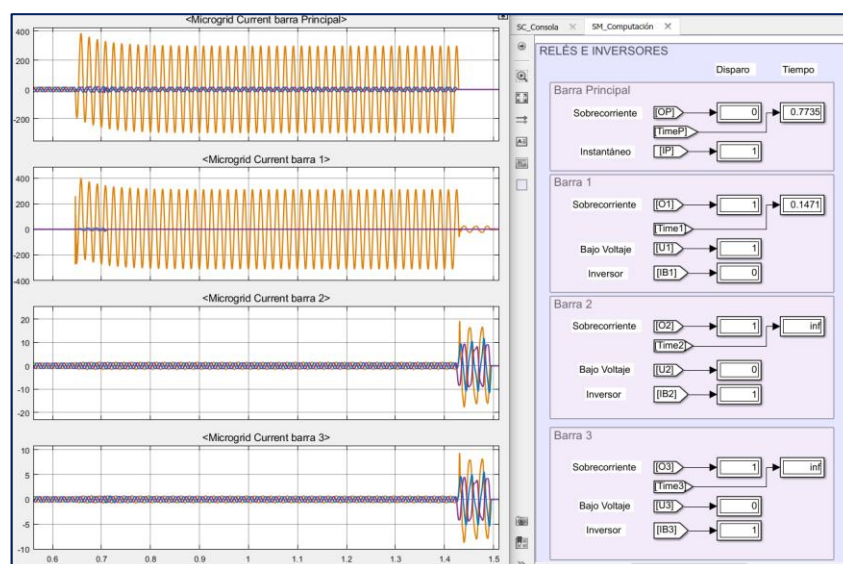 <Microgrid Current barra Principal>
400
200
0
-200
<Microgrid Current barra 1>
400
200
0
-200
-400
<Microgrid Current barra 2>
20
10
0
-10
-20
<Microgrid Current barra 3>
10
5
0
-5
-10
0.6 0.7 0.8 0.9 1 1.1 1.2 1.3 1.4 1.5
SC_Consola × SM_Computación ×
RELÉS E INVERSORES
Disparo Tiempo
Barra Principal
Sobrecorriente [OP] 0 0.7735
[TimeP]
Instantáneo [IP] 1
Barra 1
Sobrecorriente [O1] 1 0.1471
[Time1]
Bajo Voltaje [U1] 1
Inversor [IB1] 0
Barra 2
Sobrecorriente [O2] 1 inf
[Time2]
Bajo Voltaje [U2] 0
Inversor [IB2] 1
Barra 3
Sobrecorriente [O3] 1 inf
[Time3]
Bajo Voltaje [U3] 0
Inversor [IB3] 1